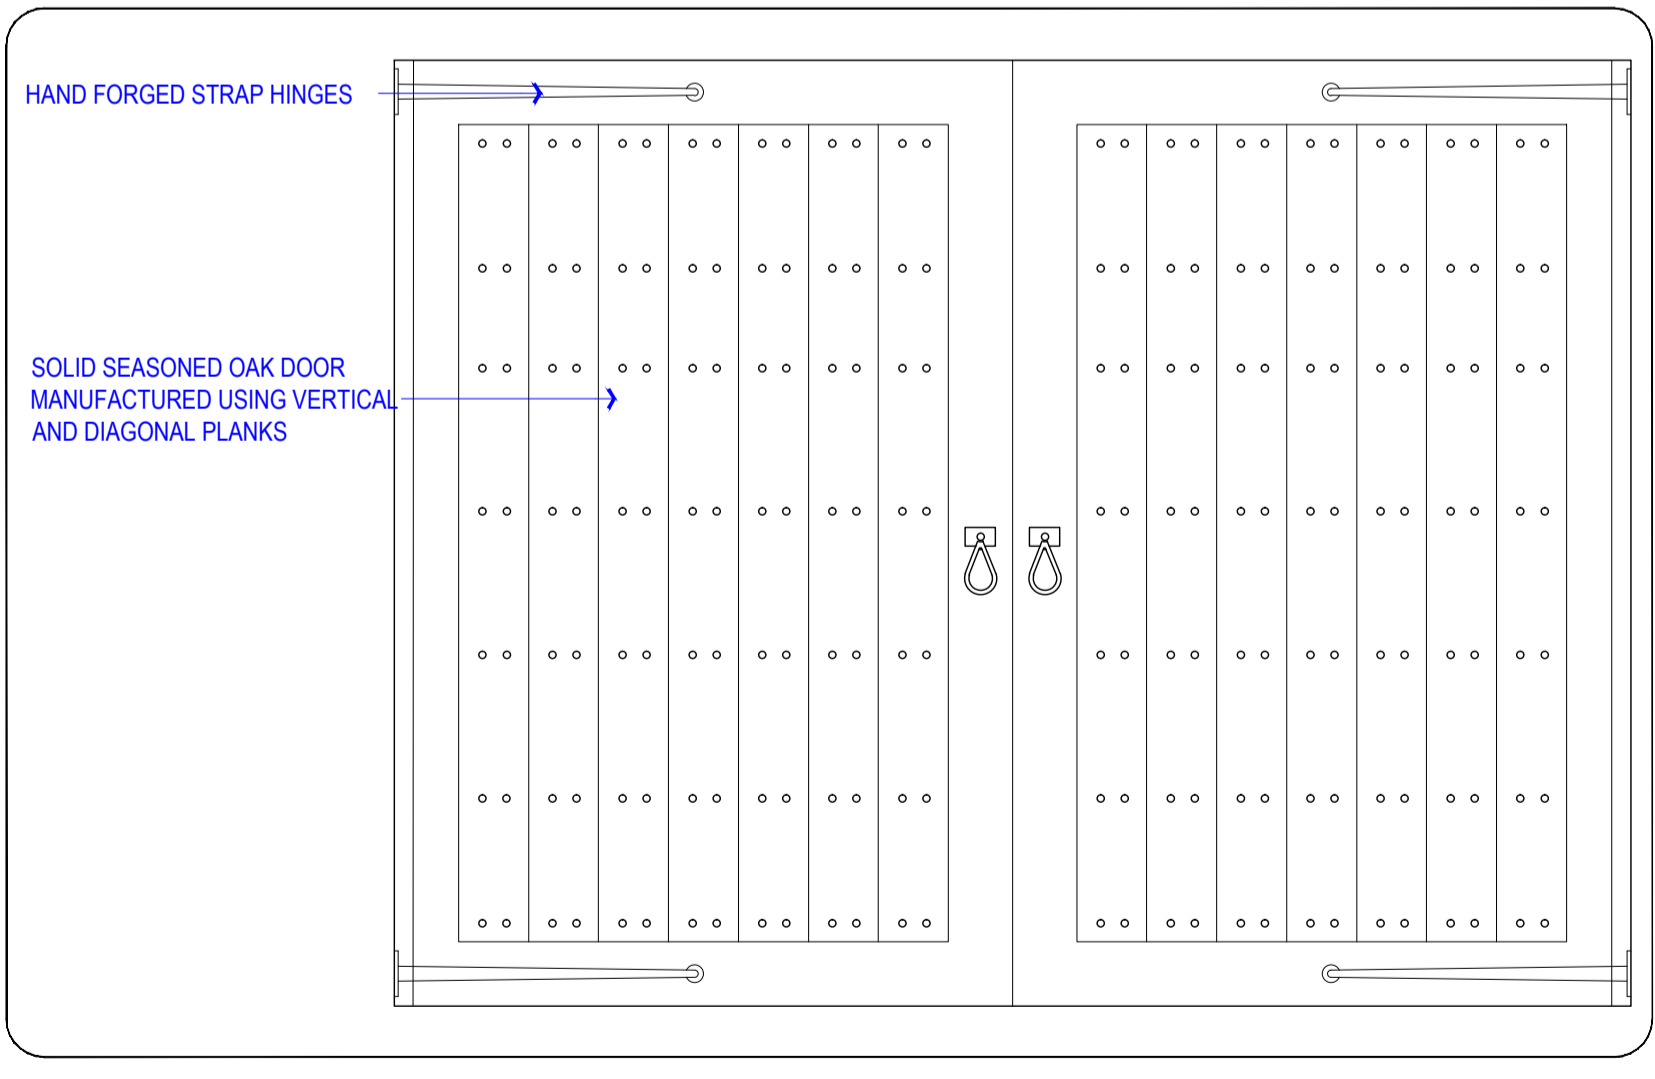 HAND FORGED STRAP HINGES
SOLID SEASONED OAK DOOR
MANUFACTURED USING VERTICAL
AND DIAGONAL PLANKS